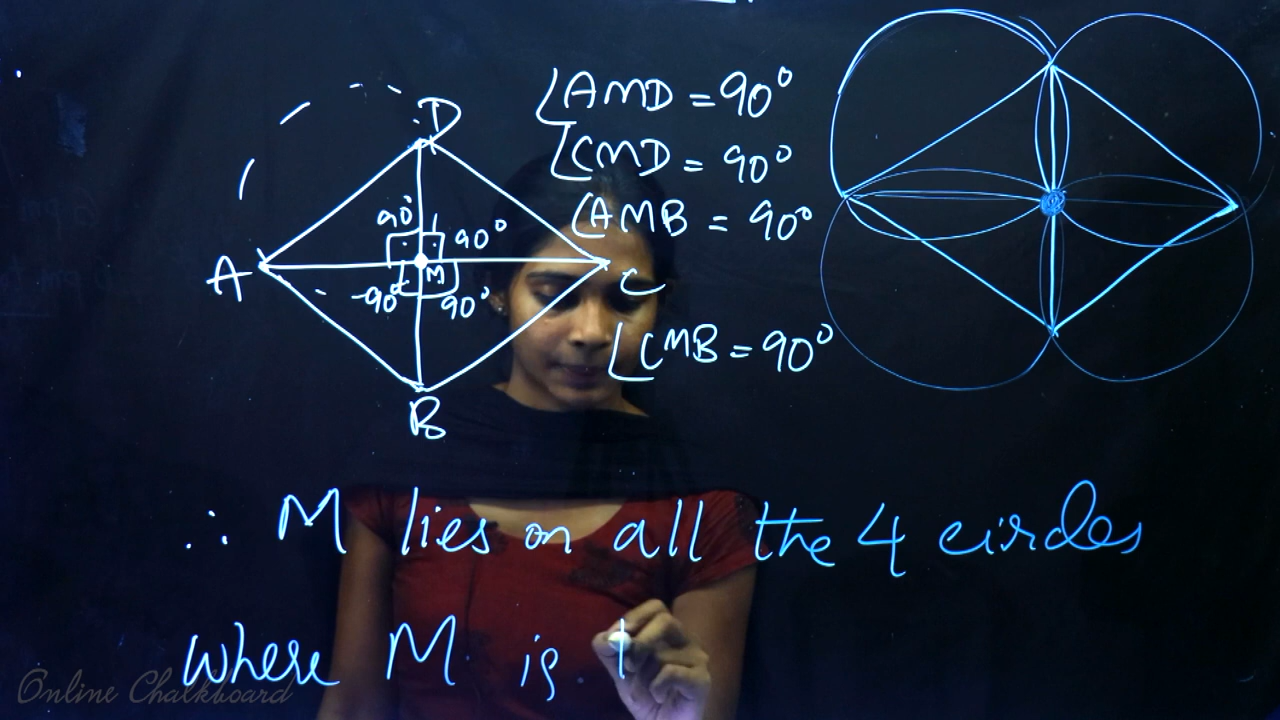 ∠AMD = 90°
∠CMD = 90°
∠AMB = 90°
∠CMB = 90°
D
90° 90°
A M C
90° 90°
B
∴ M lies on all the 4 circles
where M is t
Online Chalkboard